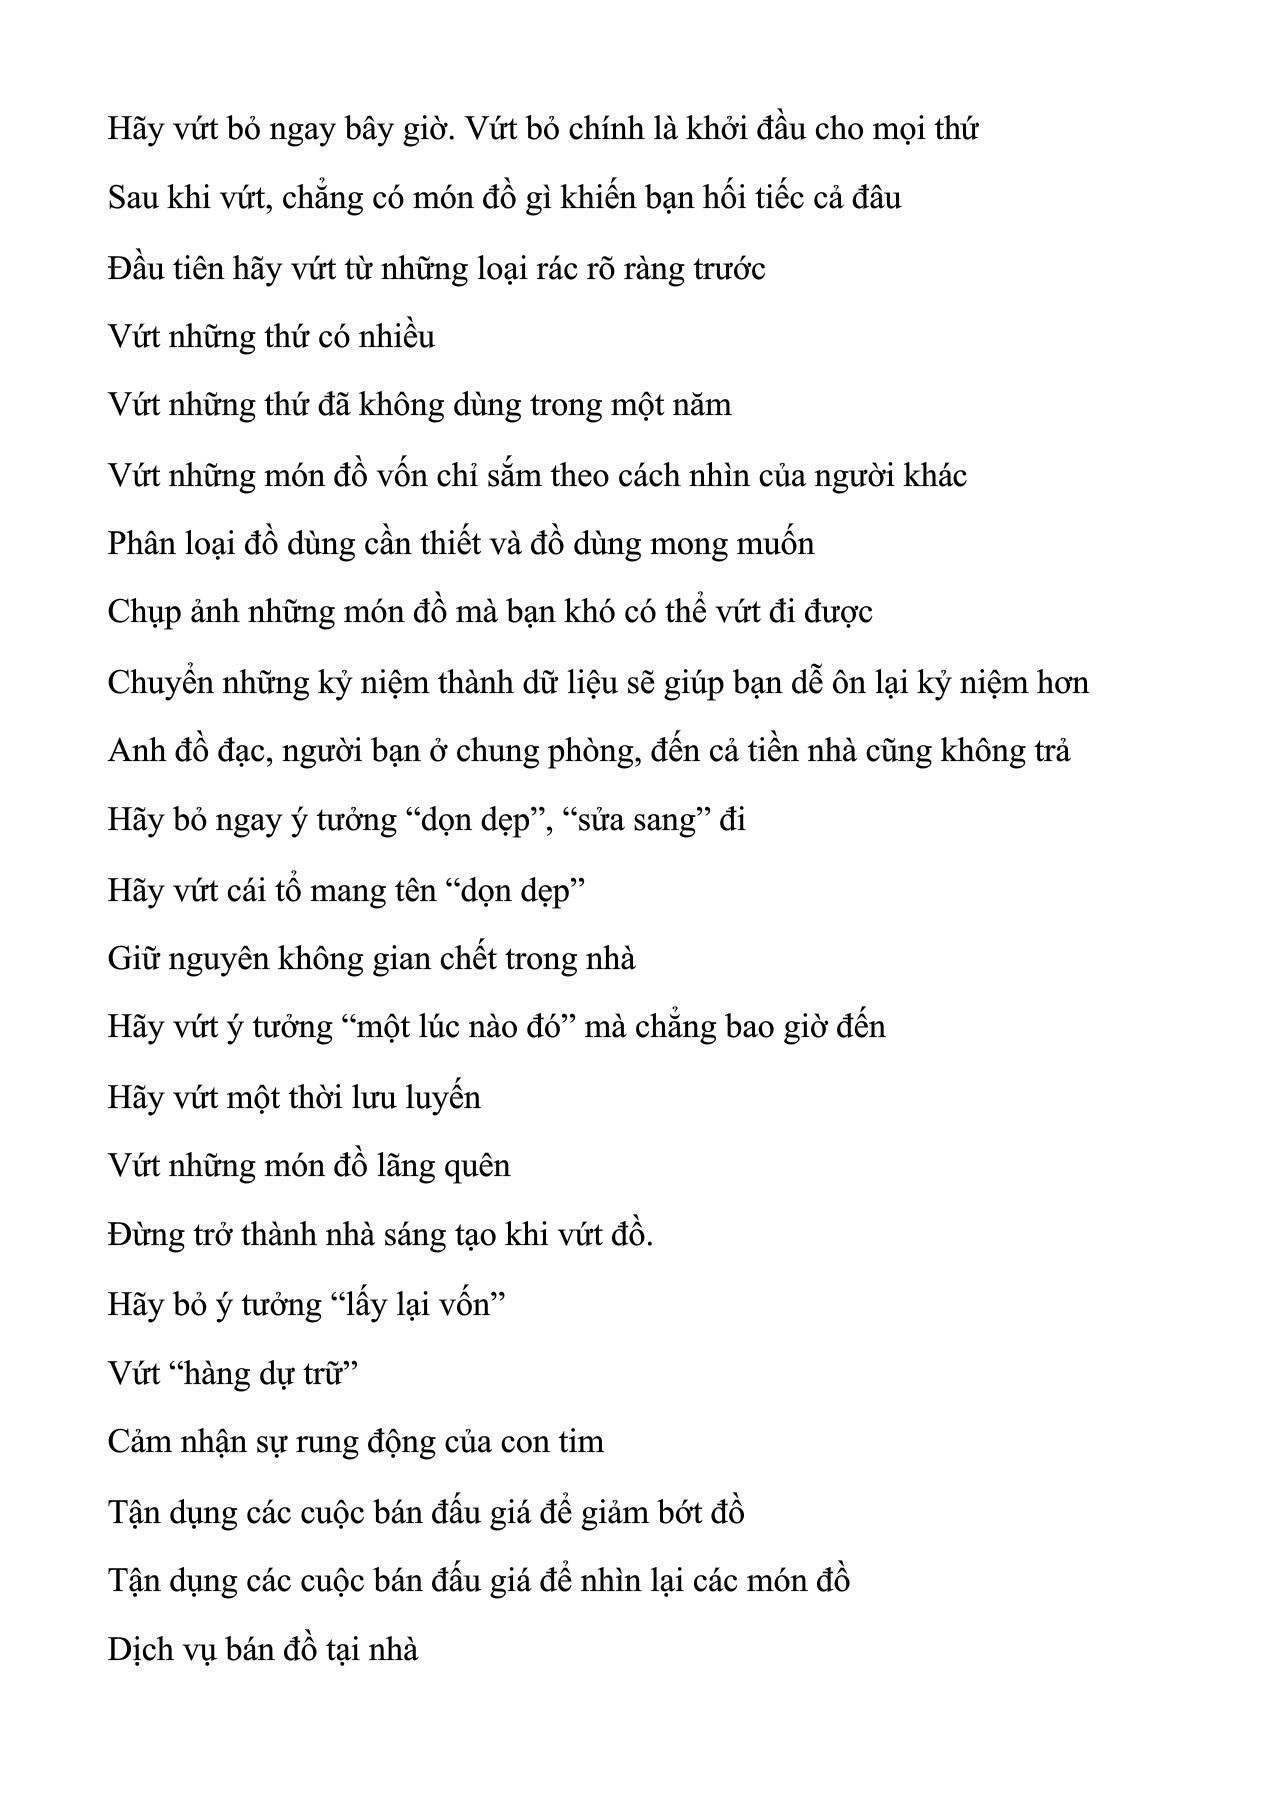 Hãy vứt bỏ ngay bây giờ. Vứt bỏ chính là khởi đầu cho mọi thứ
Sau khi vứt, chẳng có món đồ gì khiến bạn hối tiếc cả đâu
Đầu tiên hãy vứt từ những loại rác rõ ràng trước
Vứt những thứ có nhiều
Vứt những thứ đã không dùng trong một năm
Vứt những món đồ vốn chỉ sắm theo cách nhìn của người khác
Phân loại đồ dùng cần thiết và đồ dùng mong muốn
Chụp ảnh những món đồ mà bạn khó có thể vứt đi được
Chuyển những kỷ niệm thành dữ liệu sẽ giúp bạn dễ ôn lại kỷ niệm hơn
Anh đồ đạc, người bạn ở chung phòng, đến cả tiền nhà cũng không trả
Hãy bỏ ngay ý tưởng “dọn dẹp”, “sửa sang” đi
Hãy vứt cái tổ mang tên “dọn dẹp”
Giữ nguyên không gian chết trong nhà
Hãy vứt ý tưởng “một lúc nào đó” mà chẳng bao giờ đến
Hãy vứt một thời lưu luyến
Vứt những món đồ lãng quên
Đừng trở thành nhà sáng tạo khi vứt đồ.
Hãy bỏ ý tưởng “lấy lại vốn”
Vứt “hàng dự trữ”
Cảm nhận sự rung động của con tim
Tận dụng các cuộc bán đấu giá để giảm bớt đồ
Tận dụng các cuộc bán đấu giá để nhìn lại các món đồ
Dịch vụ bán đồ tại nhà